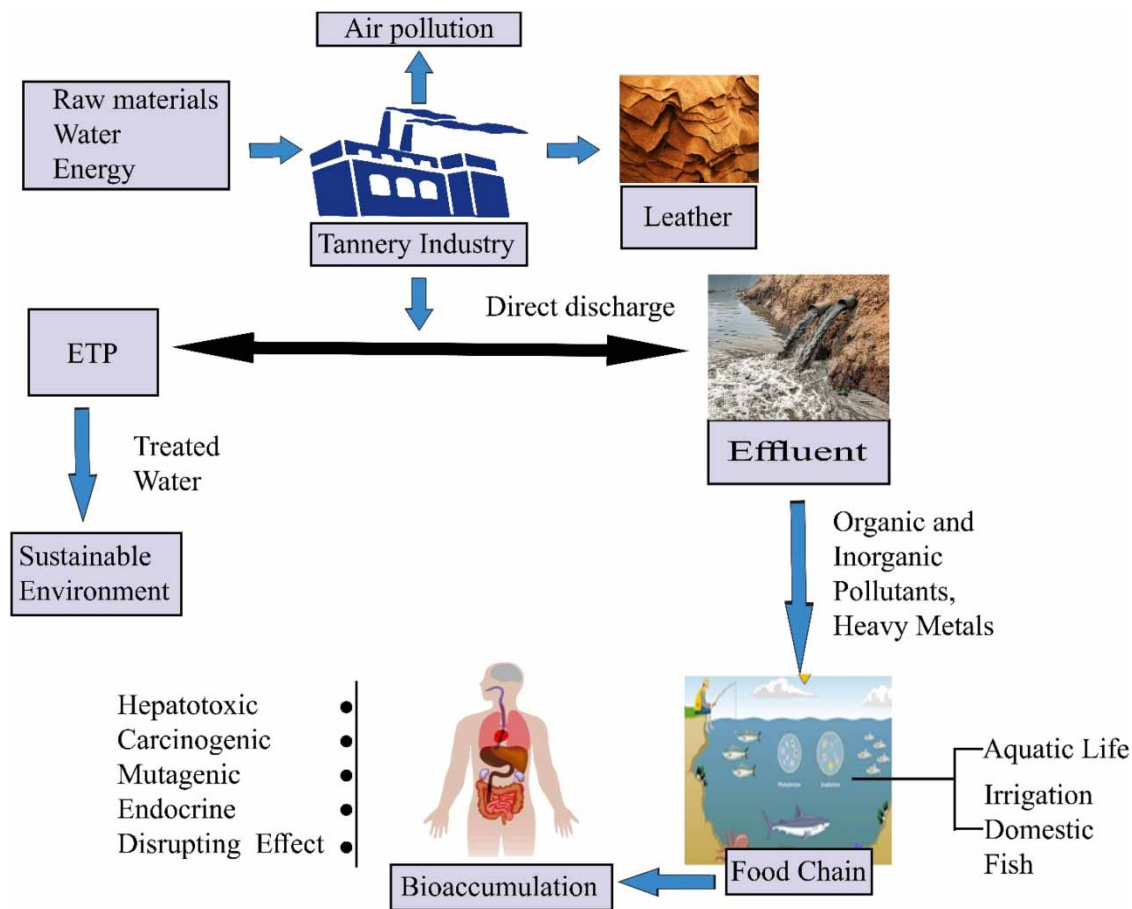 Air pollution
Raw materials
Water
Energy
Tannery Industry
Leather
Direct discharge
ETP
Effluent
Treated
Water
Sustainable
Environment
Organic and
Inorganic
Pollutants,
Heavy Metals
Hepatotoxic
Carcinogenic
Mutagenic
Endocrine
Disrupting Effect
Bioaccumulation
Food Chain
Aquatic Life
Irrigation
Domestic
Fish